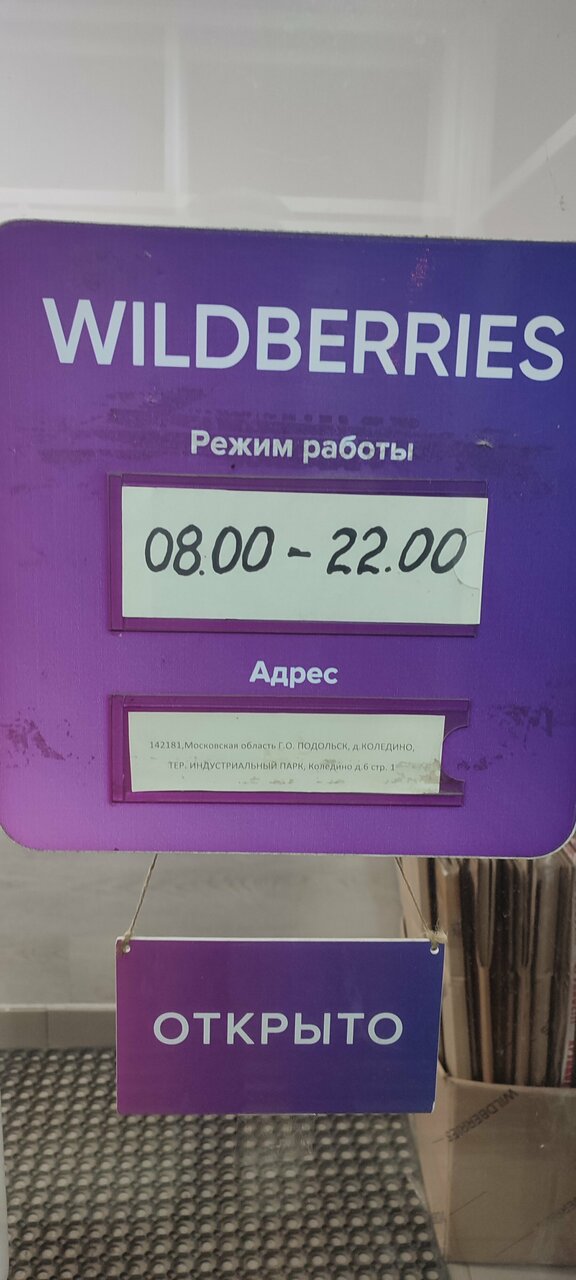 WILDBERRIES
Режим работы
08.00 - 22.00
Адрес
142181,Московская область Г.О. ПОДОЛЬСК, д.КОЛЕДИНО,
ТЕР. ИНДУСТРИАЛЬНЫЙ ПАРК, Коледино д.6 стр. 1
ОТКРЫТО
WILDBERRIES